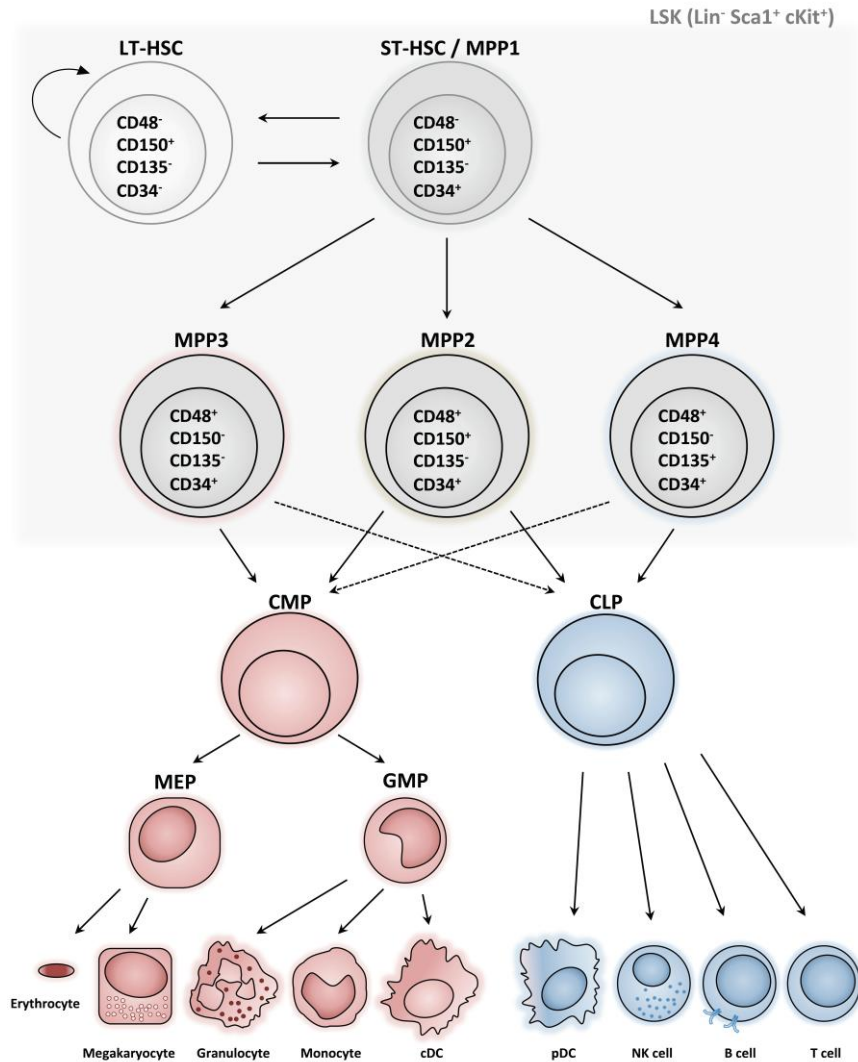 LSK (Lin⁻ Sca1⁺ cKit⁺)
LT-HSC
ST-HSC / MPP1
CD48⁻
CD150⁺
CD135⁻
CD34⁻
CD48⁻
CD150⁺
CD135⁻
CD34⁺
MPP3
MPP2
MPP4
CD48⁺
CD150⁻
CD135⁻
CD34⁺
CD48⁺
CD150⁺
CD135⁻
CD34⁺
CD48⁺
CD150⁻
CD135⁺
CD34⁺
CMP
CLP
MEP
GMP
Erythrocyte
Megakaryocyte
Granulocyte
Monocyte
cDC
pDC
NK cell
B cell
T cell